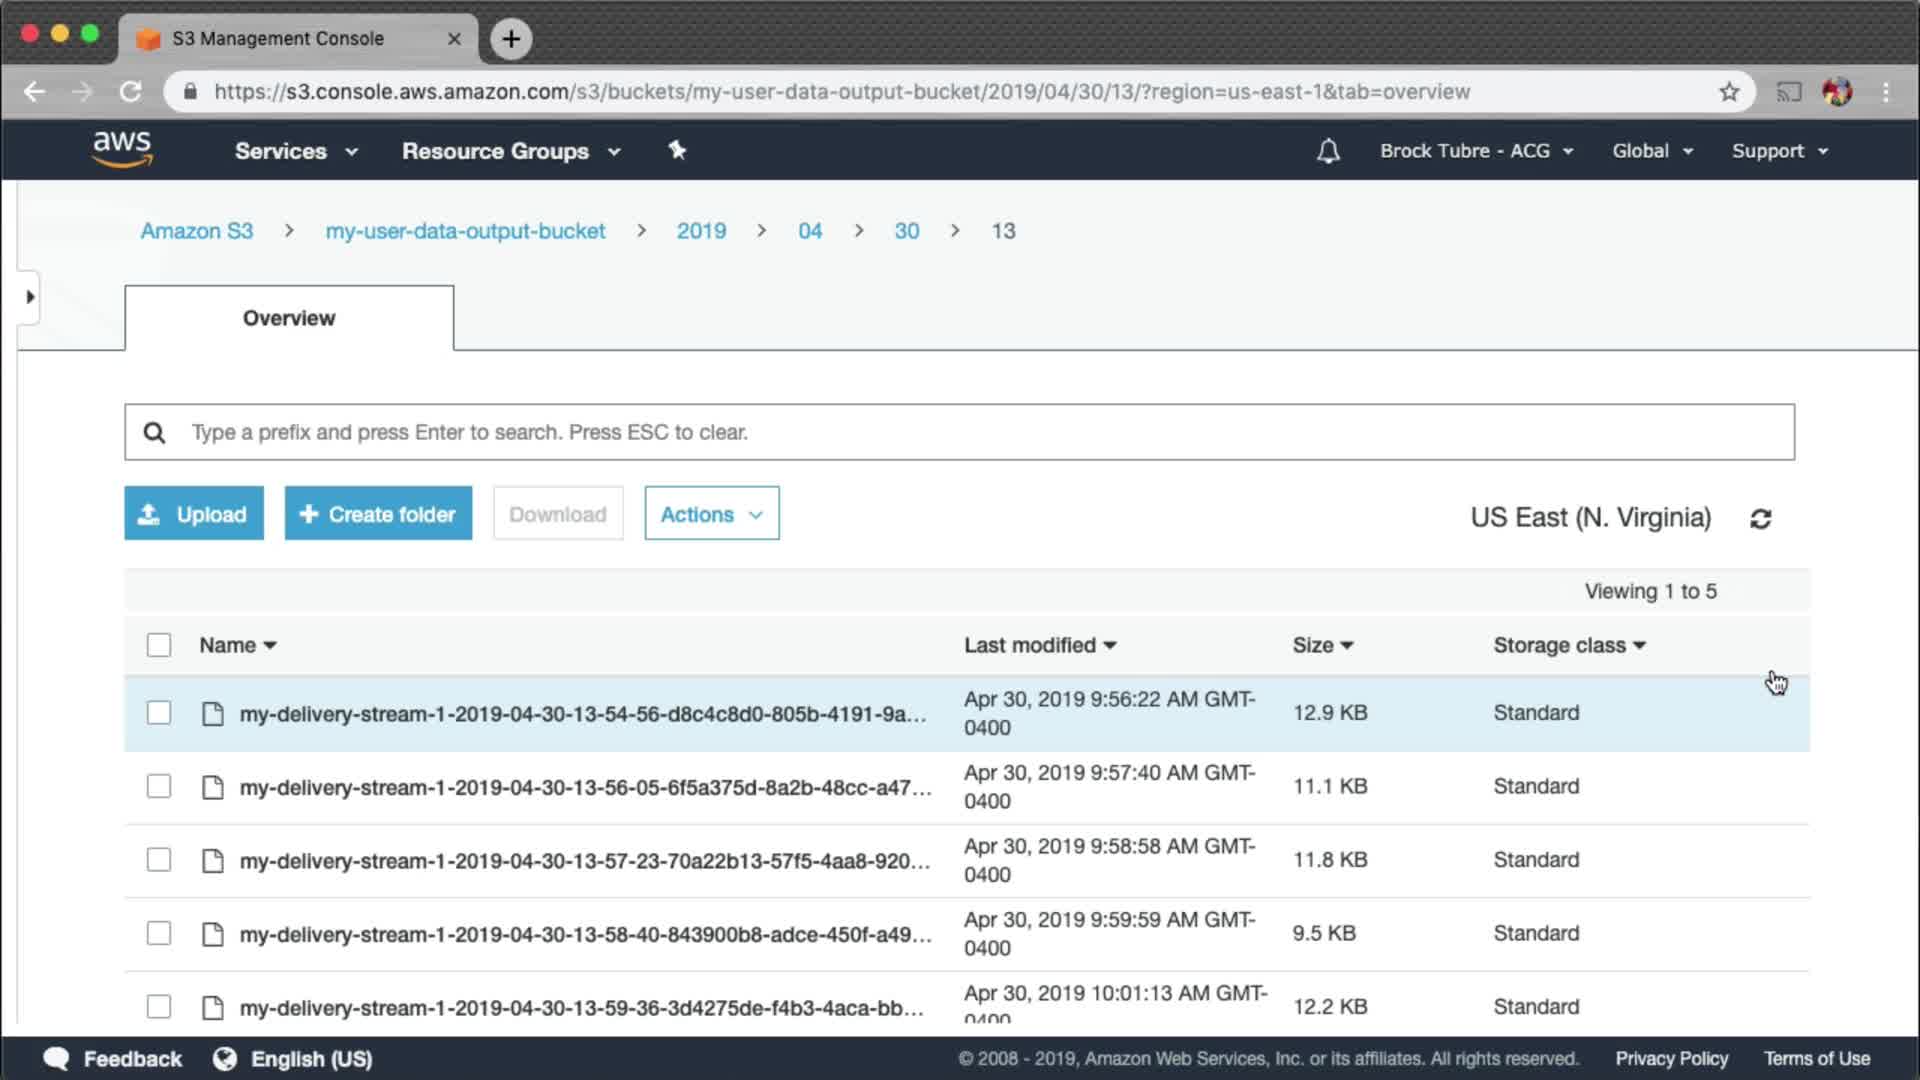 S3 Management Console
https://s3.console.aws.amazon.com/s3/buckets/my-user-data-output-bucket/2019/04/30/13/?region=us-east-1&tab=overview
aws Services Resource Groups Brock Tubre - ACG Global Support
Amazon S3 > my-user-data-output-bucket > 2019 > 04 > 30 > 13
Overview
Type a prefix and press Enter to search. Press ESC to clear.
Upload + Create folder Download Actions US East (N. Virginia)
Viewing 1 to 5
Name Last modified Size Storage class
my-delivery-stream-1-2019-04-30-13-54-56-d8c4c8d0-805b-4191-9a... Apr 30, 2019 9:56:22 AM GMT- 12.9 KB Standard
0400
my-delivery-stream-1-2019-04-30-13-56-05-6f5a375d-8a2b-48cc-a47... Apr 30, 2019 9:57:40 AM GMT- 11.1 KB Standard
0400
my-delivery-stream-1-2019-04-30-13-57-23-70a22b13-57f5-4aa8-920... Apr 30, 2019 9:58:58 AM GMT- 11.8 KB Standard
0400
my-delivery-stream-1-2019-04-30-13-58-40-843900b8-adce-450f-a49... Apr 30, 2019 9:59:59 AM GMT- 9.5 KB Standard
0400
my-delivery-stream-1-2019-04-30-13-59-36-3d4275de-f4b3-4aca-bb... Apr 30, 2019 10:01:13 AM GMT- 12.2 KB Standard
0400
Feedback English (US) © 2008 - 2019, Amazon Web Services, Inc. or its affiliates. All rights reserved. Privacy Policy Terms of Use